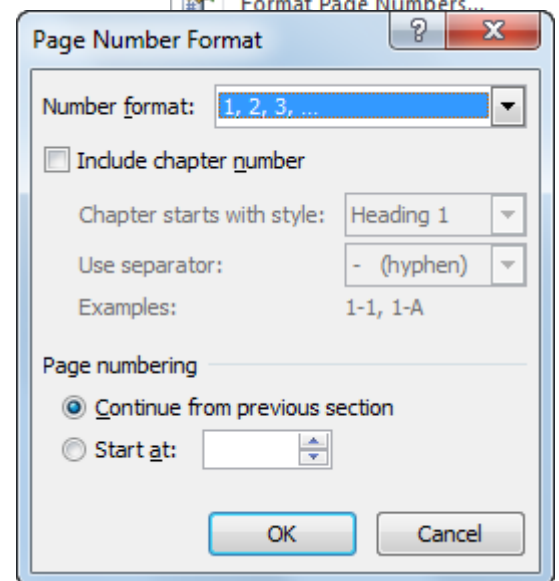 Format Page Numbers...
Page Number Format
Number format: 1, 2, 3, ...
Include chapter number
Chapter starts with style: Heading 1
Use separator: - (hyphen)
Examples: 1-1, 1-A
Page numbering
Continue from previous section
Start at:
OK Cancel